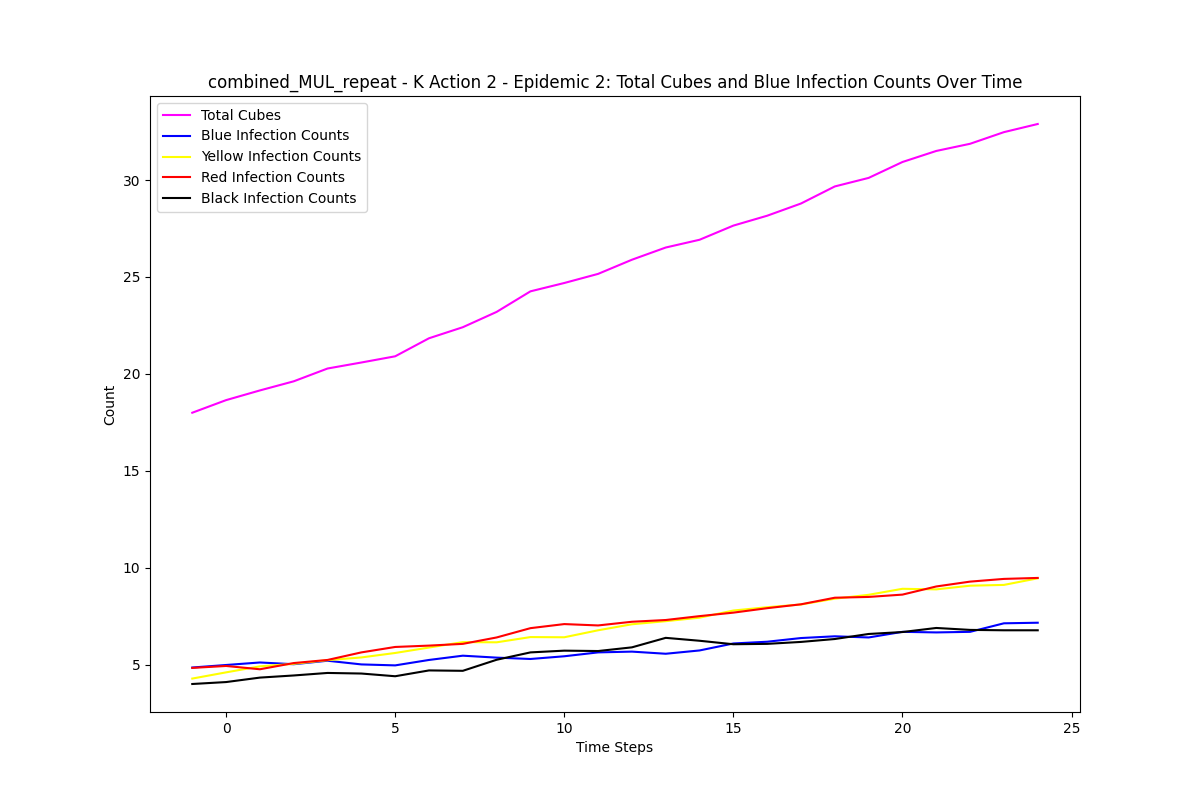 combined_MUL_repeat - K Action 2 - Epidemic 2: Total Cubes and Blue Infection Counts Over Time
Total Cubes
Blue Infection Counts
Yellow Infection Counts
Red Infection Counts
Black Infection Counts
30
25
20
15
10
5
Count
0 5 10 15 20 25
Time Steps